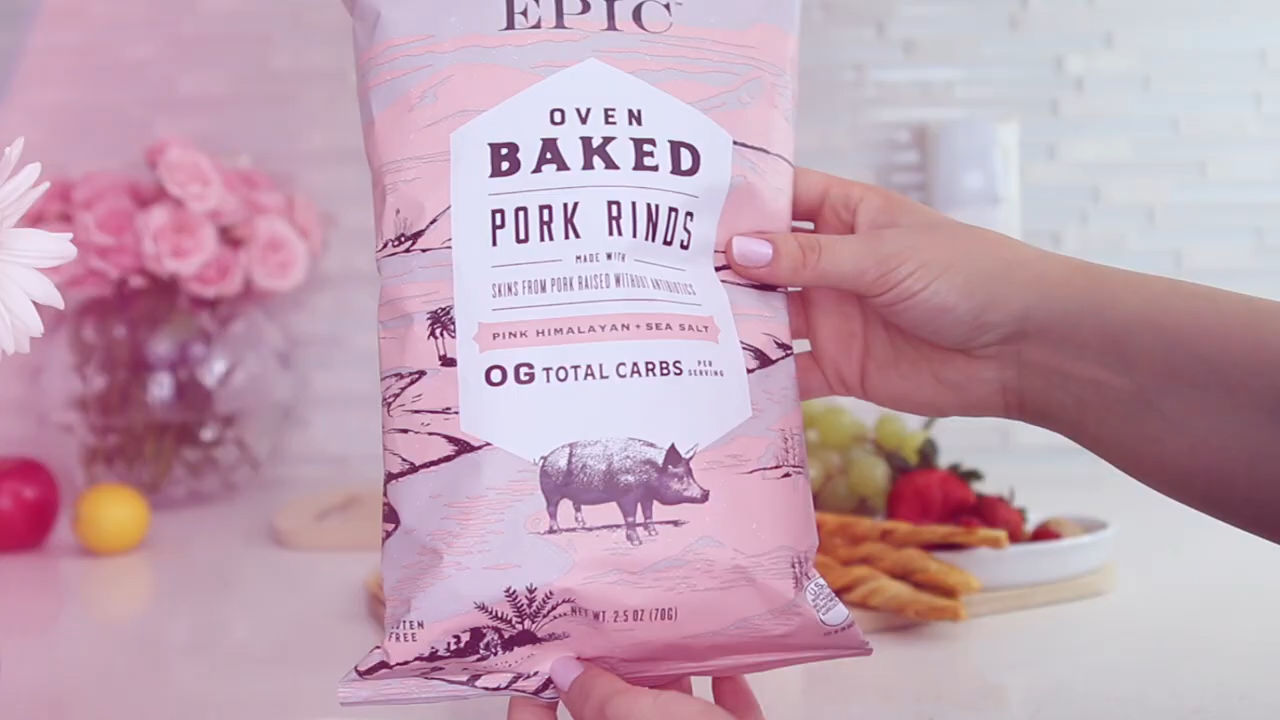 EPIC
OVEN
BAKED
PORK RINDS
MADE WITH
SKINS FROM PORK RAISED WITHOUT ANTIBIOTICS
PINK HIMALAYAN + SEA SALT
0G TOTAL CARBS PER SERVING
NET WT. 2.5 OZ (70G)
FREE
U.S.